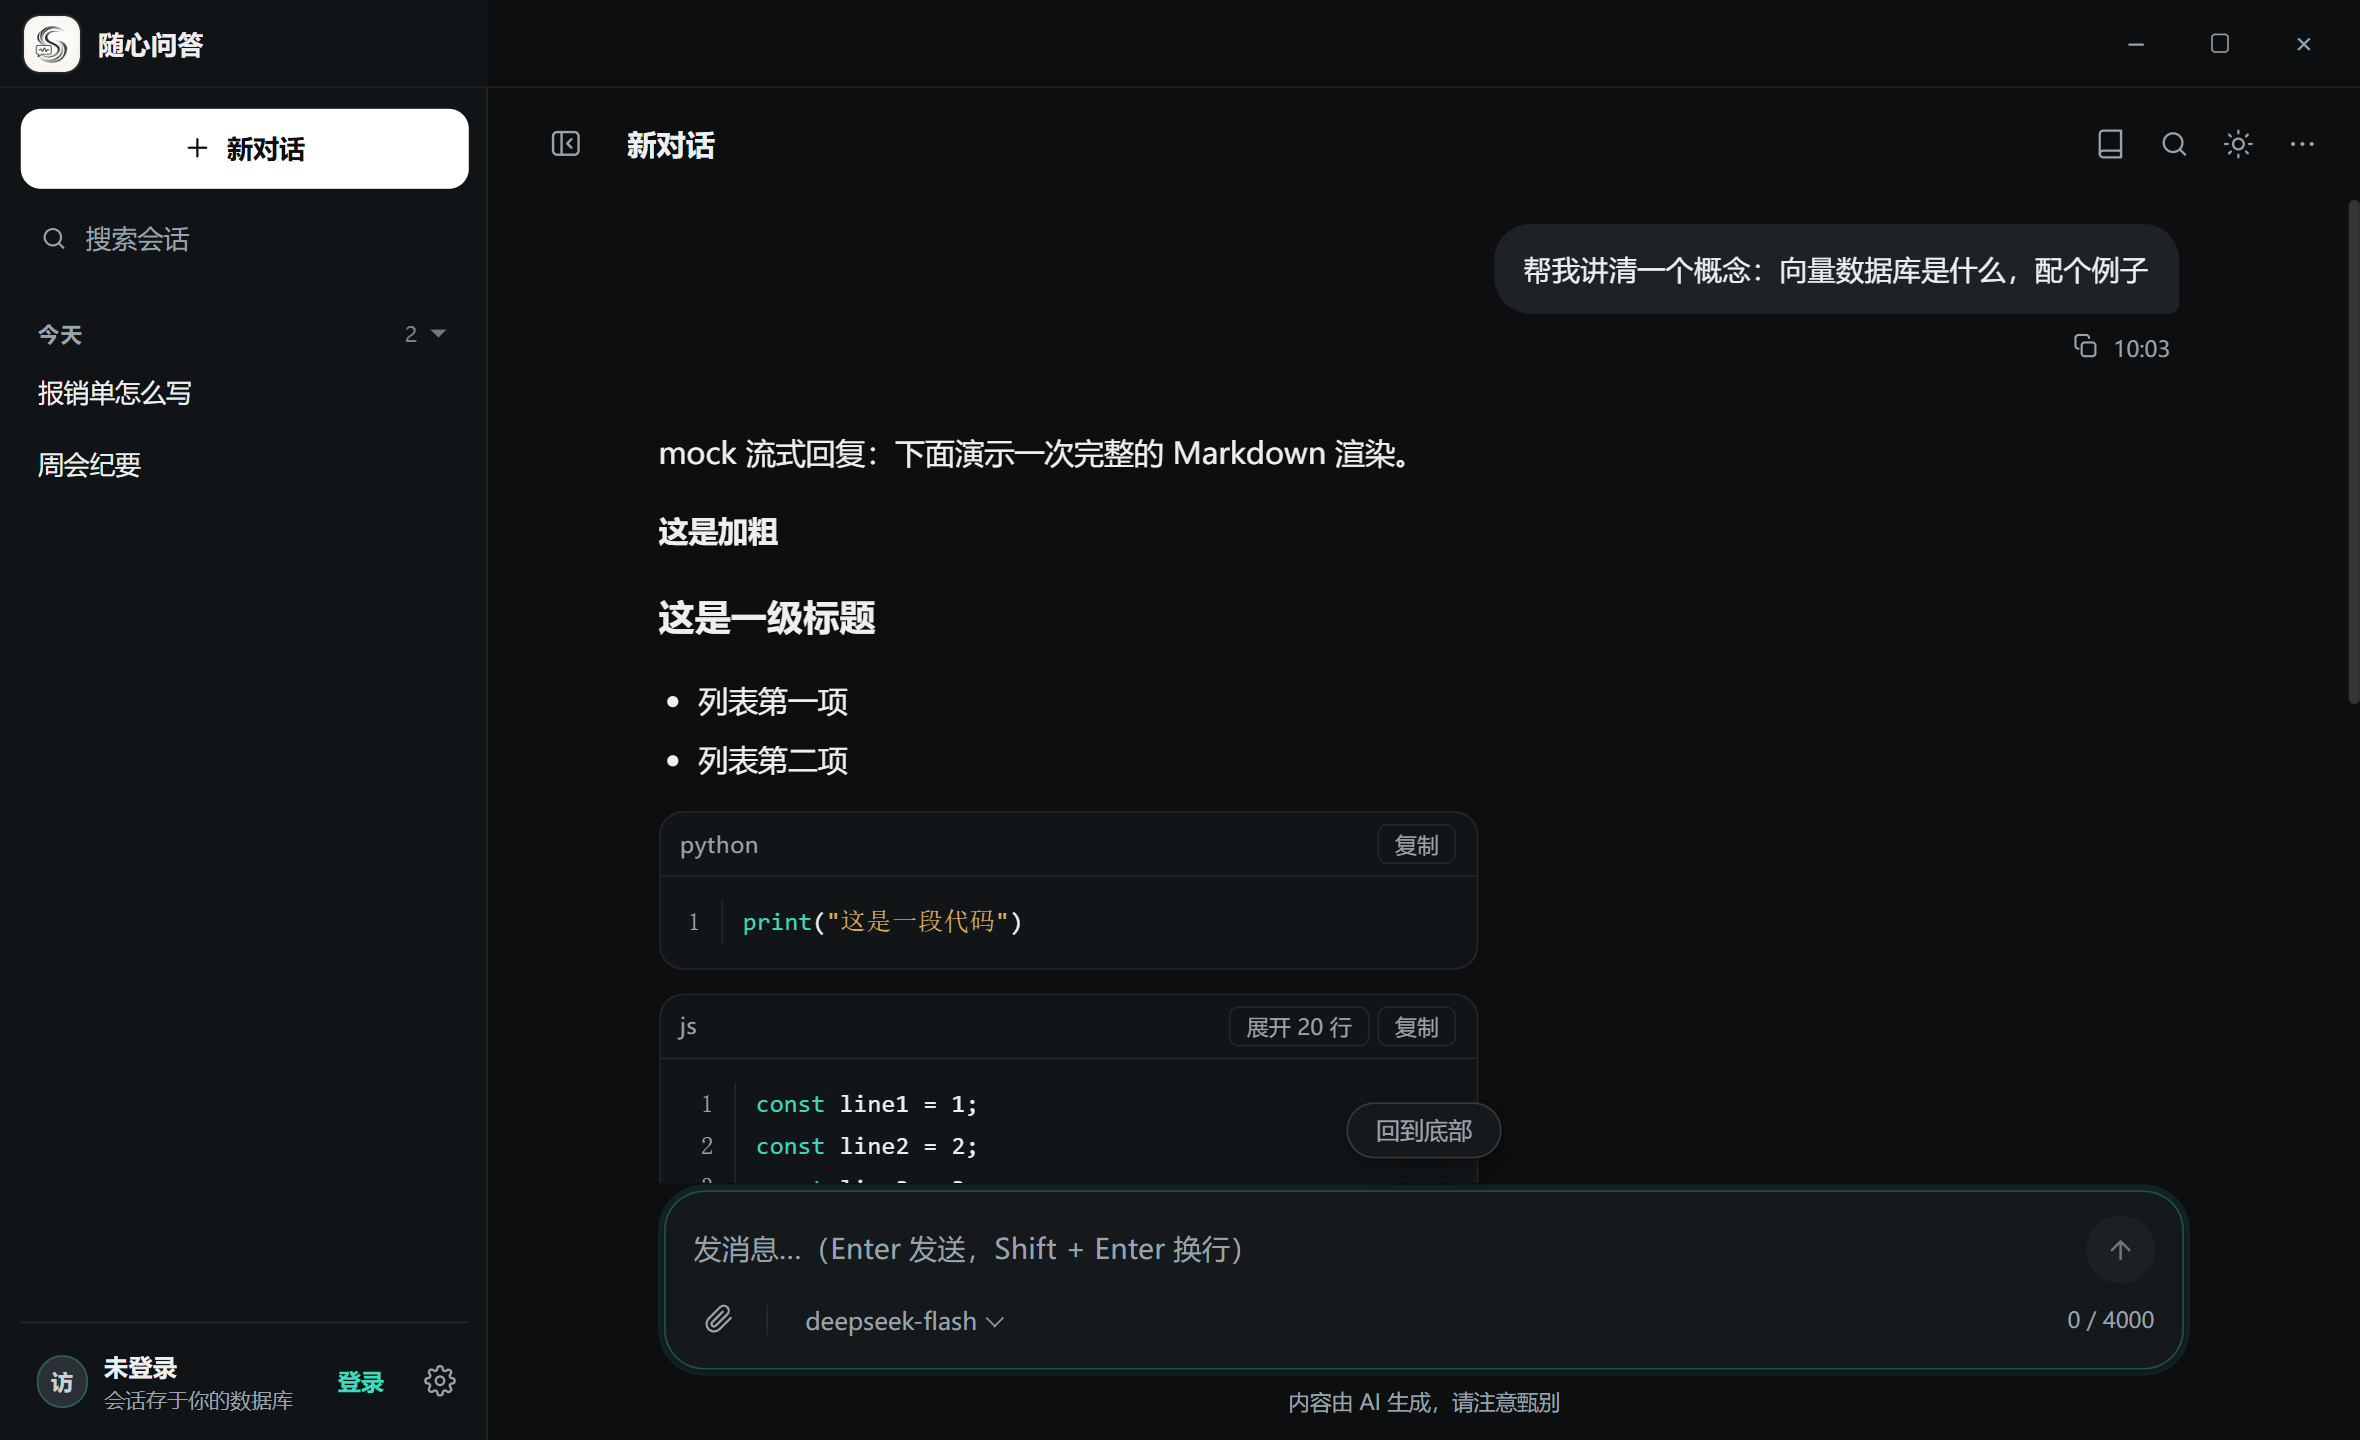 随心问答
新对话
搜索会话
今天 2
报销单怎么写
周会纪要
未登录
会话存于你的数据库
访
登录
新对话
帮我讲清一个概念：向量数据库是什么，配个例子
10:03
mock 流式回复：下面演示一次完整的 Markdown 渲染。
这是加粗
这是一级标题
• 列表第一项
• 列表第二项
python 复制
1 print("这是一段代码")
js 展开 20 行 复制
1 const line1 = 1;
2 const line2 = 2;
回到底部
发消息...（Enter 发送，Shift + Enter 换行）
deepseek-flash
0 / 4000
内容由 AI 生成，请注意甄别